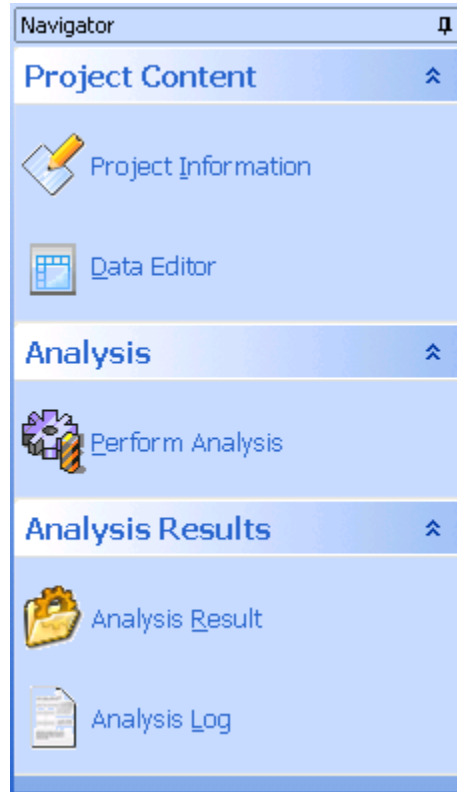 Navigator
Project Content
Project Information
Data Editor
Analysis
Perform Analysis
Analysis Results
Analysis Result
Analysis Log